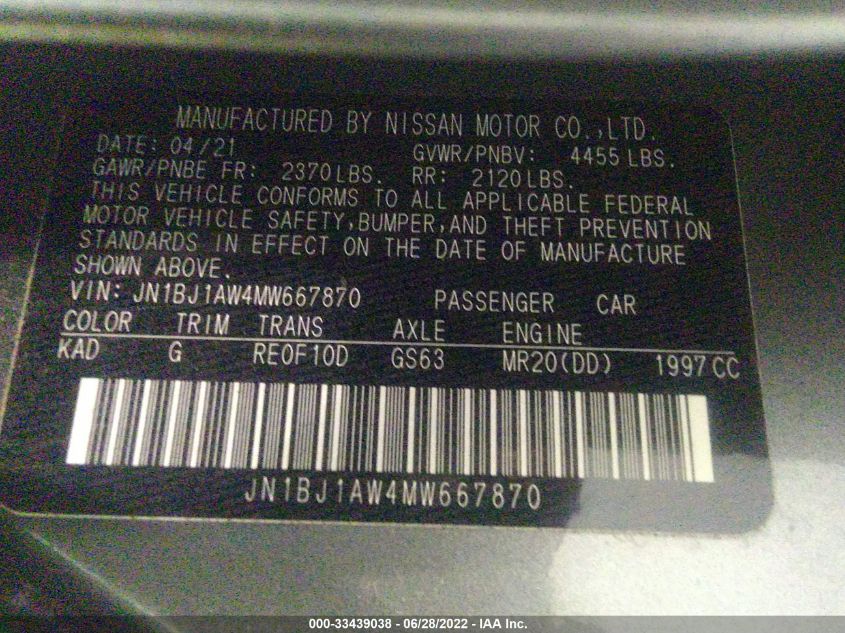 MANUFACTURED BY NISSAN MOTOR CO.,LTD.
DATE: 04/21 GVWR/PNBV: 4455 LBS.
GAWR/PNBE FR: 2370 LBS. RR: 2120 LBS.
THIS VEHICLE CONFORMS TO ALL APPLICABLE FEDERAL
MOTOR VEHICLE SAFETY,BUMPER,AND THEFT PREVENTION
STANDARDS IN EFFECT ON THE DATE OF MANUFACTURE
SHOWN ABOVE.
VIN: JN1BJ1AW4MW667870 PASSENGER CAR
COLOR TRIM TRANS AXLE ENGINE
KAD G RE0F10D GS63 MR20(DD) 1997 CC
JN1BJ1AW4MW667870
000-33439038 - 06/28/2022 - IAA Inc.